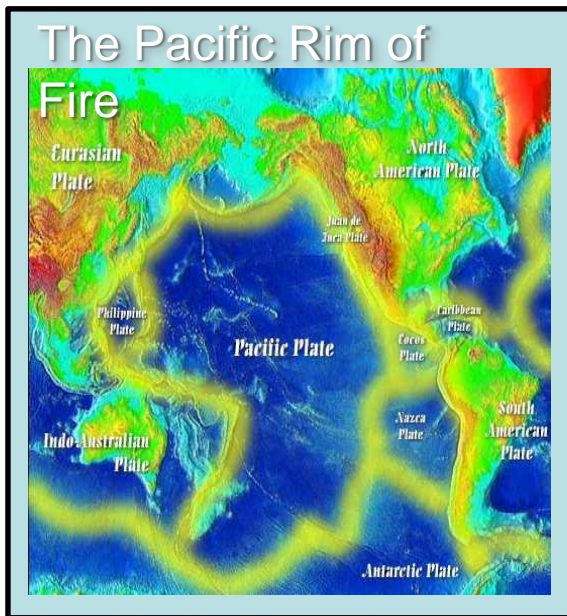 The Pacific Rim of
Fire
Eurasian
Plate
North
American Plate
Juan de
Fuca Plate
Philippine
Plate
Caribbean
Plate
Cocos
Plate
Pacific Plate
Nazca
Plate
South
American
Plate
Indo-Australian
Plate
Antarctic Plate